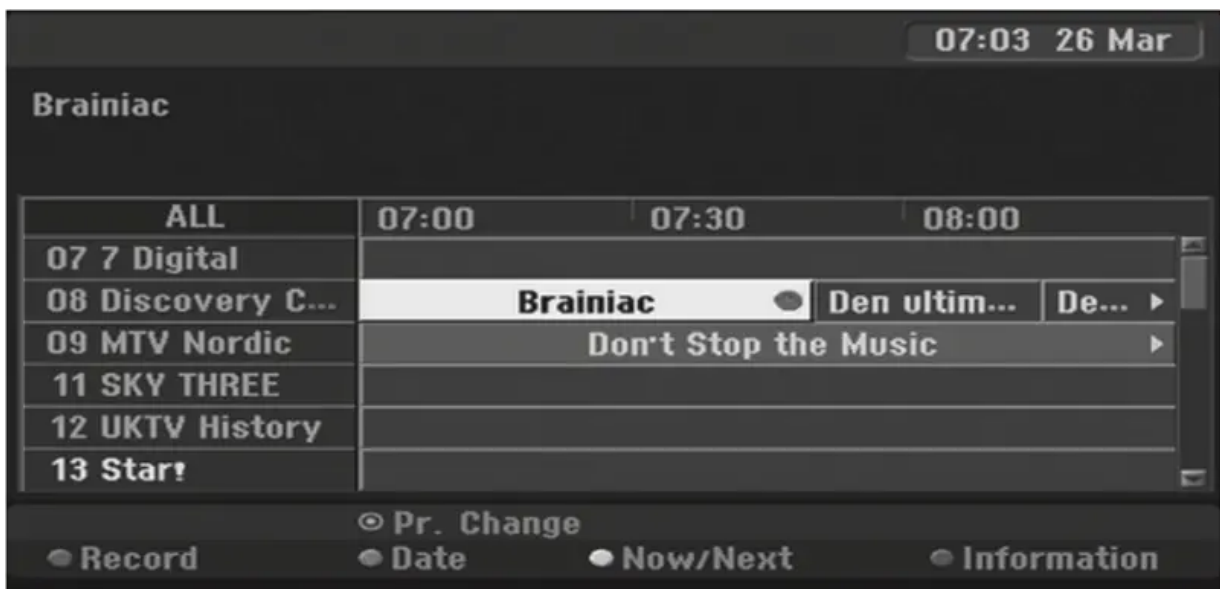 07:03 26 Mar
Brainiac
ALL 07:00 07:30 08:00
07 7 Digital
08 Discovery C... Brainiac Den ultim... De...
09 MTV Nordic Don't Stop the Music
11 SKY THREE
12 UKTV History
13 Star!
Pr. Change
Record Date Now/Next Information